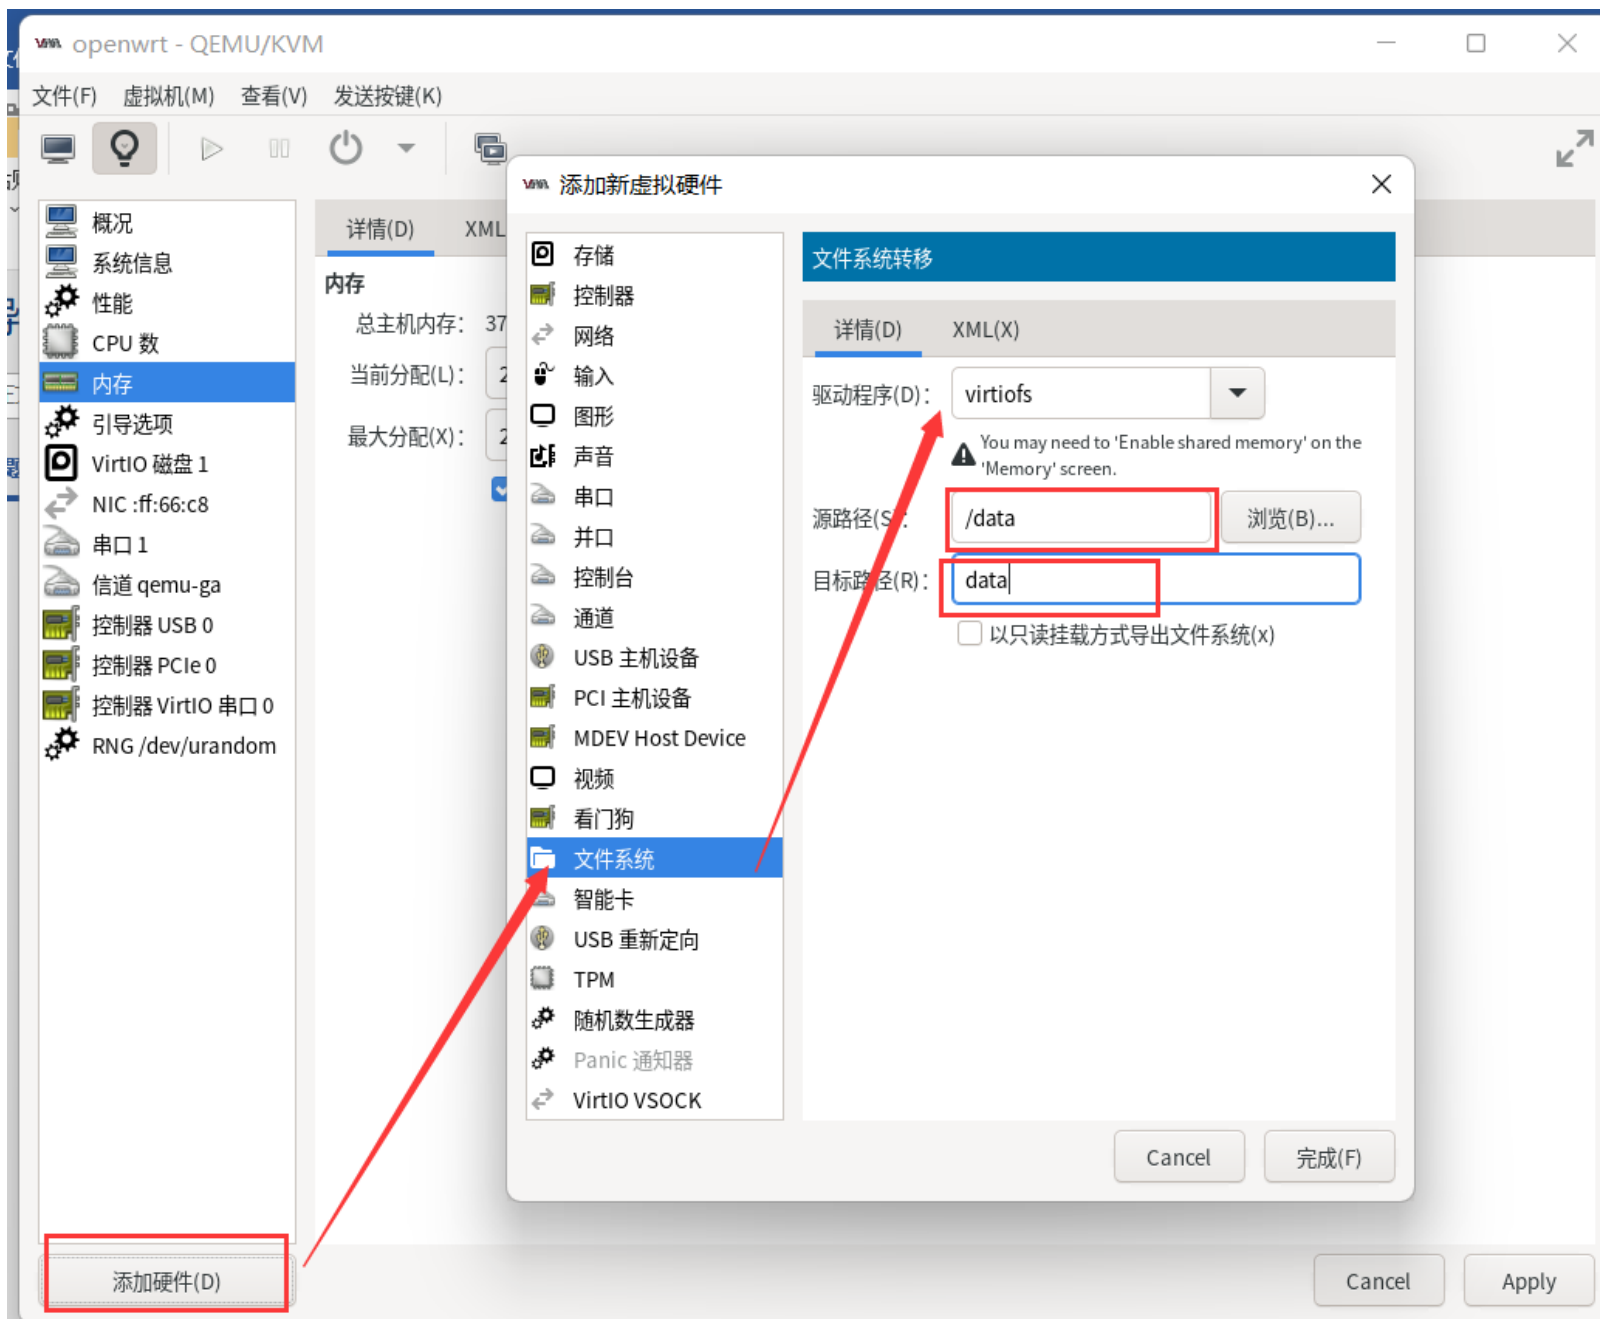 openwrt - QEMU/KVM
文件(F) 虚拟机(M) 查看(V) 发送按键(K)
概况
系统信息
性能
CPU 数
内存
引导选项
VirtIO 磁盘 1
NIC :ff:66:c8
串口 1
信道 qemu-ga
控制器 USB 0
控制器 PCIe 0
控制器 VirtIO 串口 0
RNG /dev/urandom
添加硬件(D)
详情(D) XML
内存
总主机内存： 37
当前分配(L)： 2
最大分配(X)： 2
添加新虚拟硬件
存储
控制器
网络
输入
图形
声音
串口
并口
控制台
通道
USB 主机设备
PCI 主机设备
MDEV Host Device
视频
看门狗
文件系统
智能卡
USB 重新定向
TPM
随机数生成器
Panic 通知器
VirtIO VSOCK
文件系统转移
详情(D) XML(X)
驱动程序(D)： virtiofs
You may need to 'Enable shared memory' on the
'Memory' screen.
源路径(S)： /data 浏览(B)...
目标路径(R)： data
以只读挂载方式导出文件系统(x)
Cancel 完成(F)
Cancel Apply